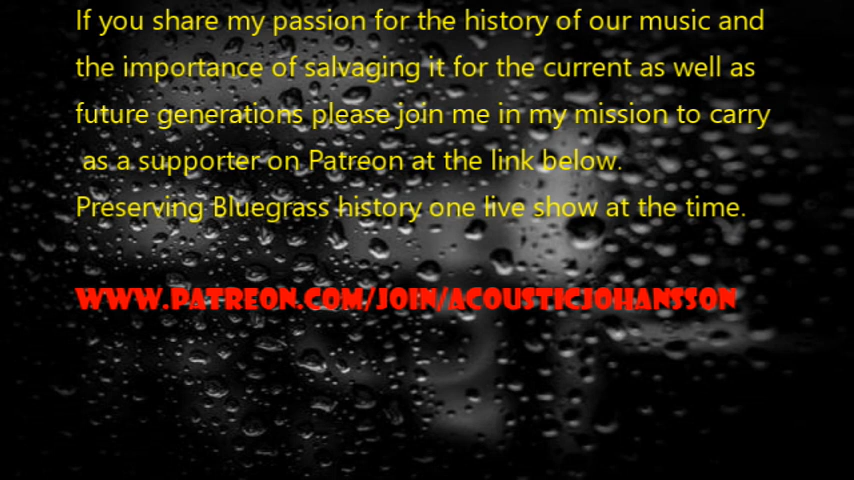 If you share my passion for the history of our music and
the importance of salvaging it for the current as well as
future generations please join me in my mission to carry
as a supporter on Patreon at the link below.
Preserving Bluegrass history one live show at the time.
WWW.PATREON.COM/JOIN/ACOUSTICJOHANSSON